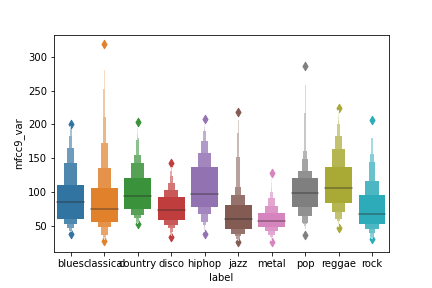 300
250
200
150
100
50
mfcc9_var
blues classical country disco hiphop jazz metal pop reggae rock
label